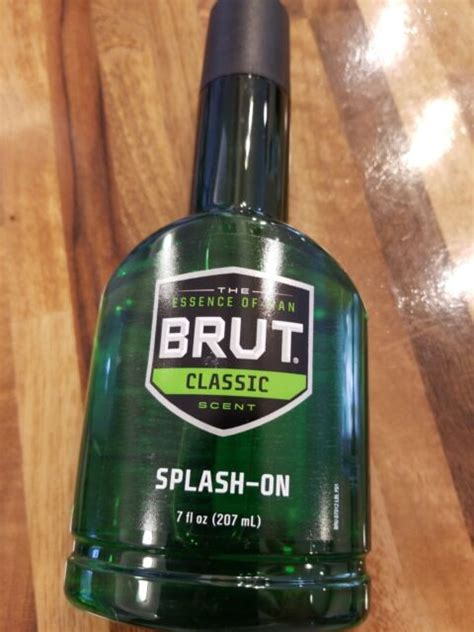 THE
ESSENCE OF MAN
BRUT®
CLASSIC
SCENT
SPLASH-ON
7 fl oz (207 mL)